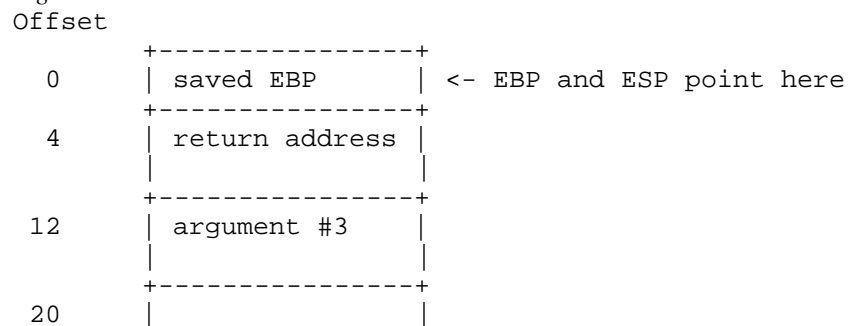 Offset
+----------------+
0 | saved EBP | <- EBP and ESP point here
+----------------+
4 | return address |
| |
+----------------+
12 | argument #3 |
| |
+----------------+
20 | |